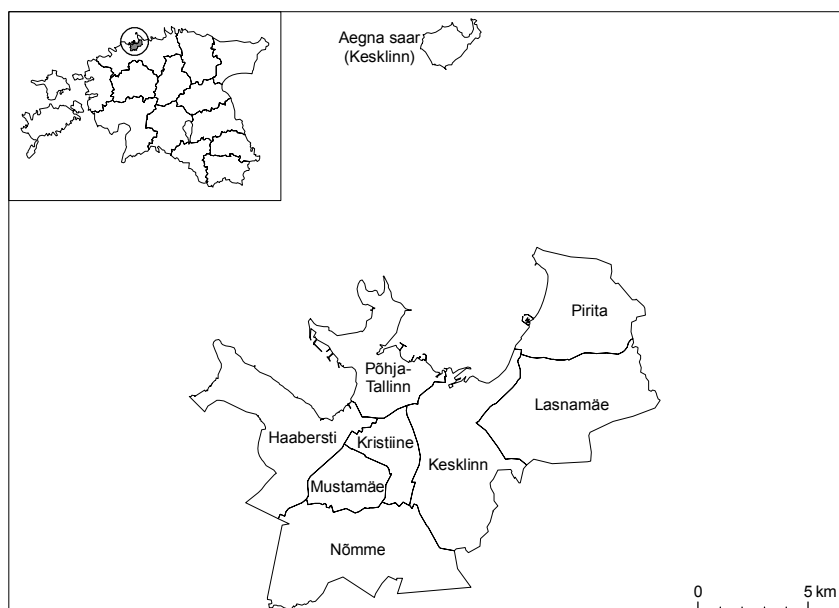 Aegna saar
(Kesklinn)
Pirita
Põhja-
Tallinn
Lasnamäe
Haabersti
Kristiine
Kesklinn
Mustamäe
Nõmme
0 5 km